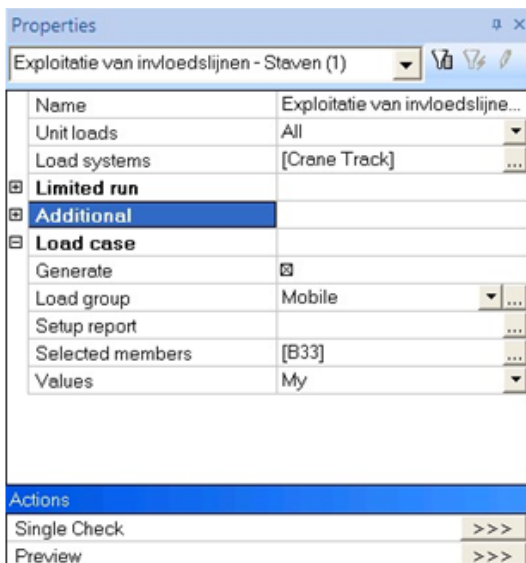 Properties
Exploitatie van invloedslijnen - Staven (1)
Name Exploitatie van invloedslijne...
Unit loads All
Load systems [Crane Track] ...
Limited run
Additional
Load case
Generate
Load group Mobile ...
Setup report ...
Selected members [B33] ...
Values My
Actions
Single Check >>>
Preview >>>